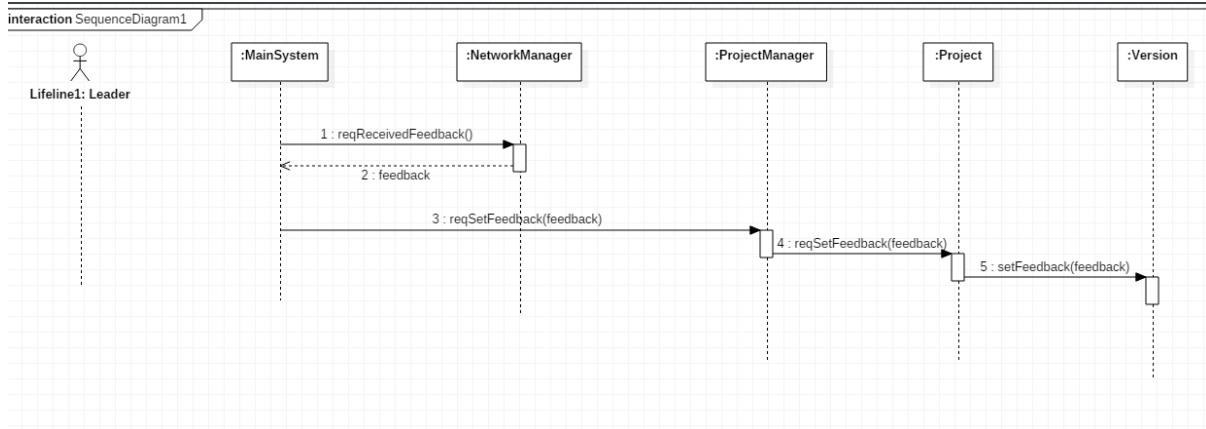 interaction SequenceDiagram1
:MainSystem
:NetworkManager
:ProjectManager
:Project
:Version
Lifeline1: Leader
1 : reqReceivedFeedback()
2 : feedback
3 : reqSetFeedback(feedback)
4 : reqSetFeedback(feedback)
5 : setFeedback(feedback)